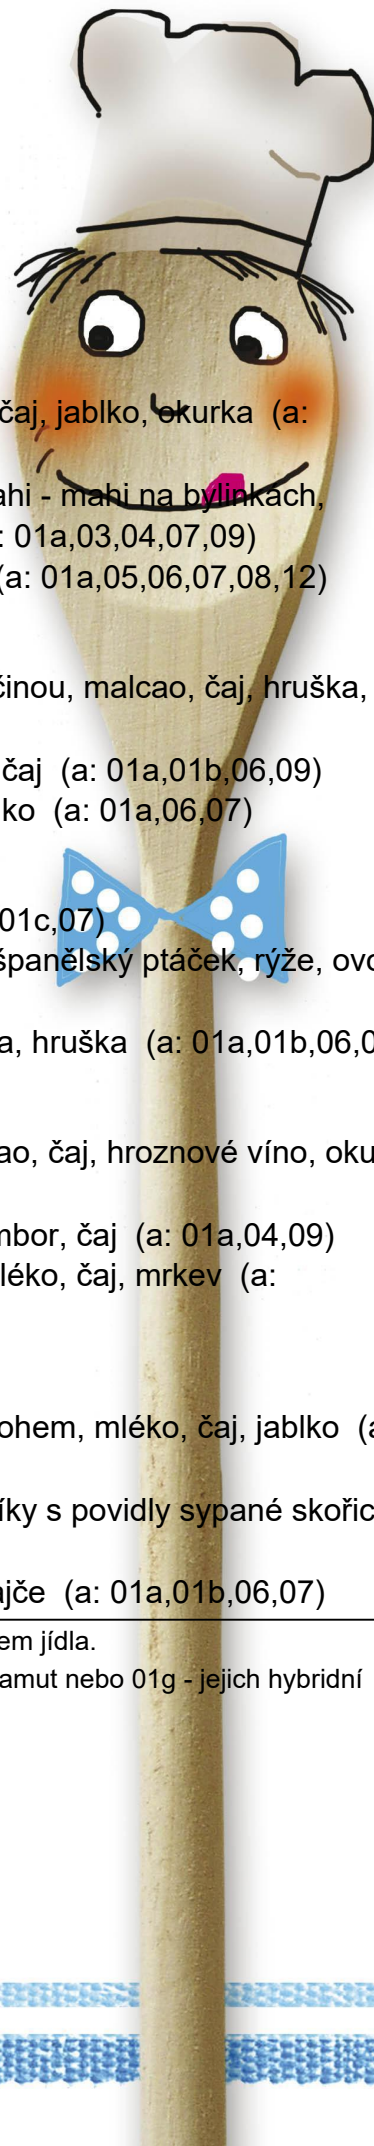 čaj, jablko, okurka (a:
ahi - mahi na bylinkách,
: 01a,03,04,07,09)
(a: 01a,05,06,07,08,12)
činou, malcao, čaj, hruška,
čaj (a: 01a,01b,06,09)
ko (a: 01a,06,07)
01c,07)
španělský ptáček, rýže, ovo
a, hruška (a: 01a,01b,06,0
ao, čaj, hroznové víno, oku
mbor, čaj (a: 01a,04,09)
léko, čaj, mrkev (a:
ohem, mléko, čaj, jablko (a
íky s povidly sypané skořic
ajče (a: 01a,01b,06,07)
em jídla.
amut nebo 01g - jejich hybridní